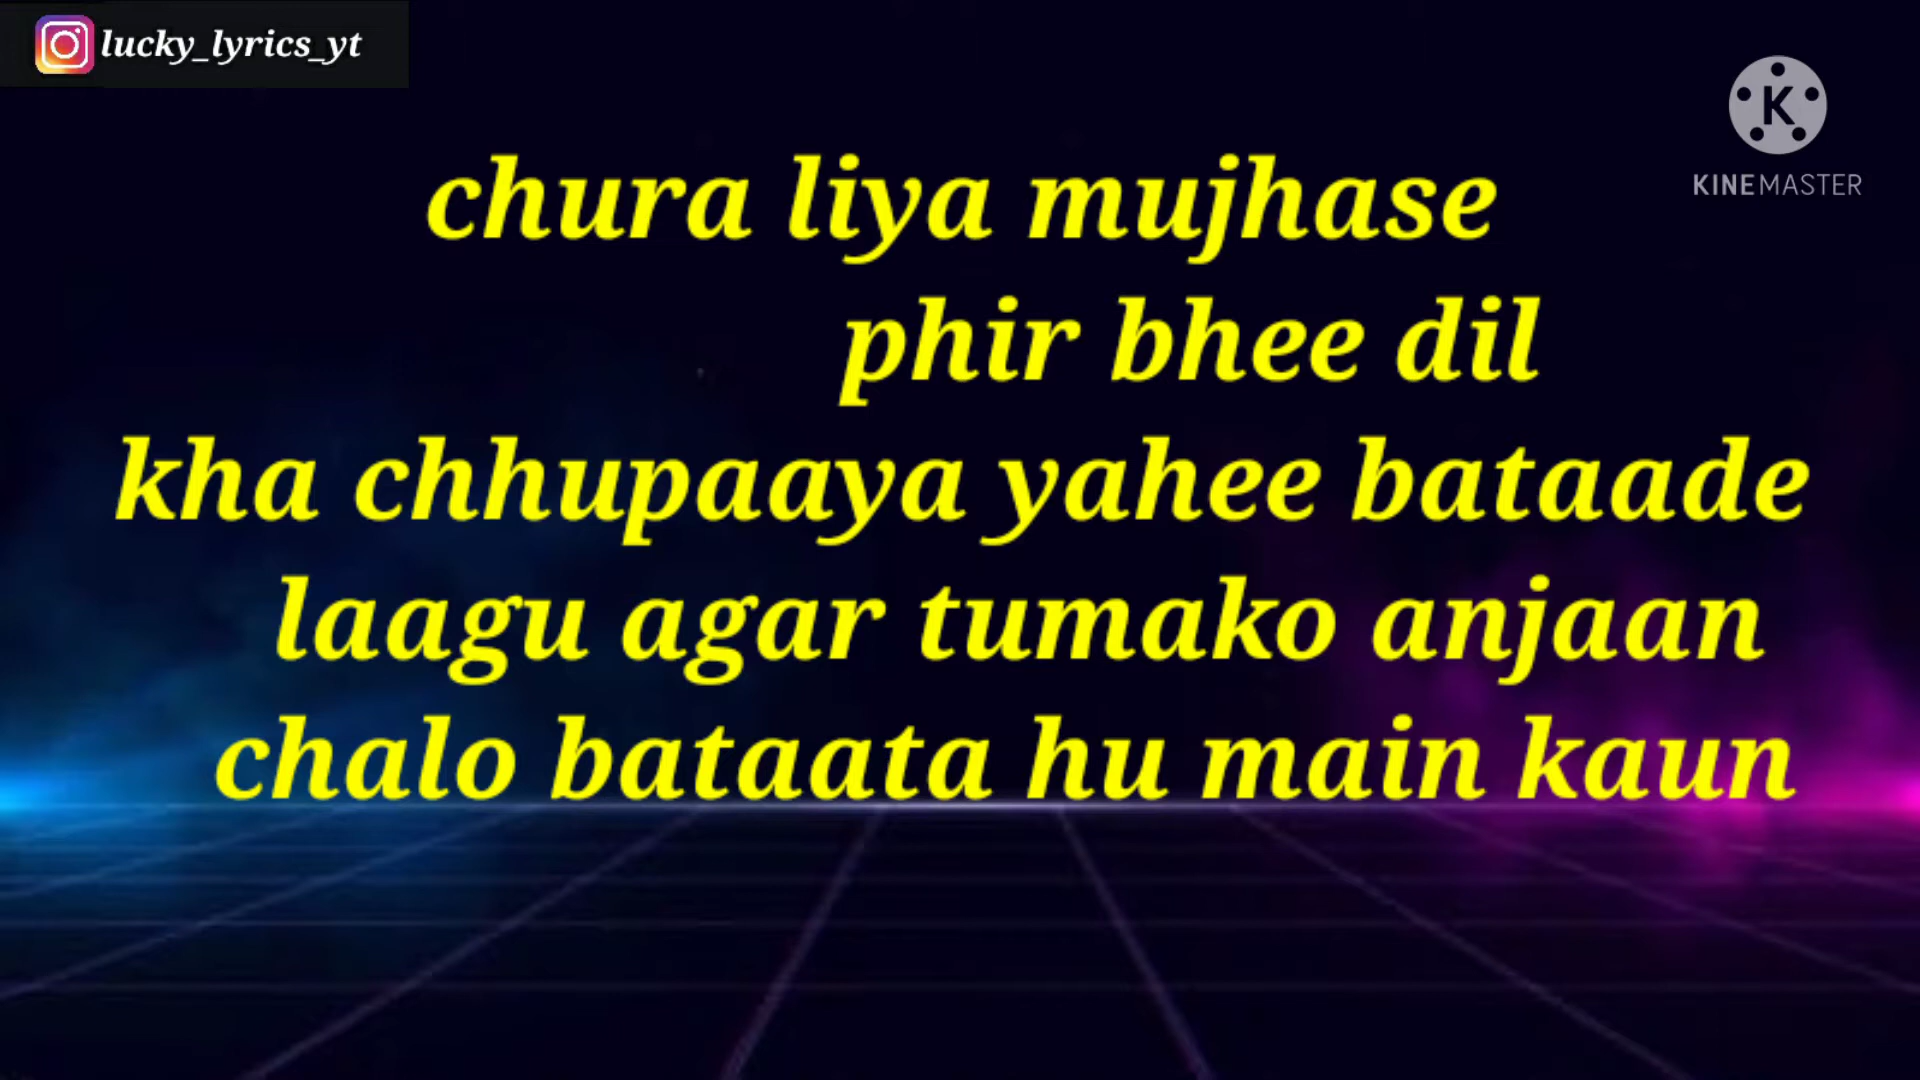 lucky_lyrics_yt
KINEMASTER
chura liya mujhase
phir bhee dil
kha chhupaaya yahee bataade
laagu agar tumako anjaan
chalo bataata hu main kaun